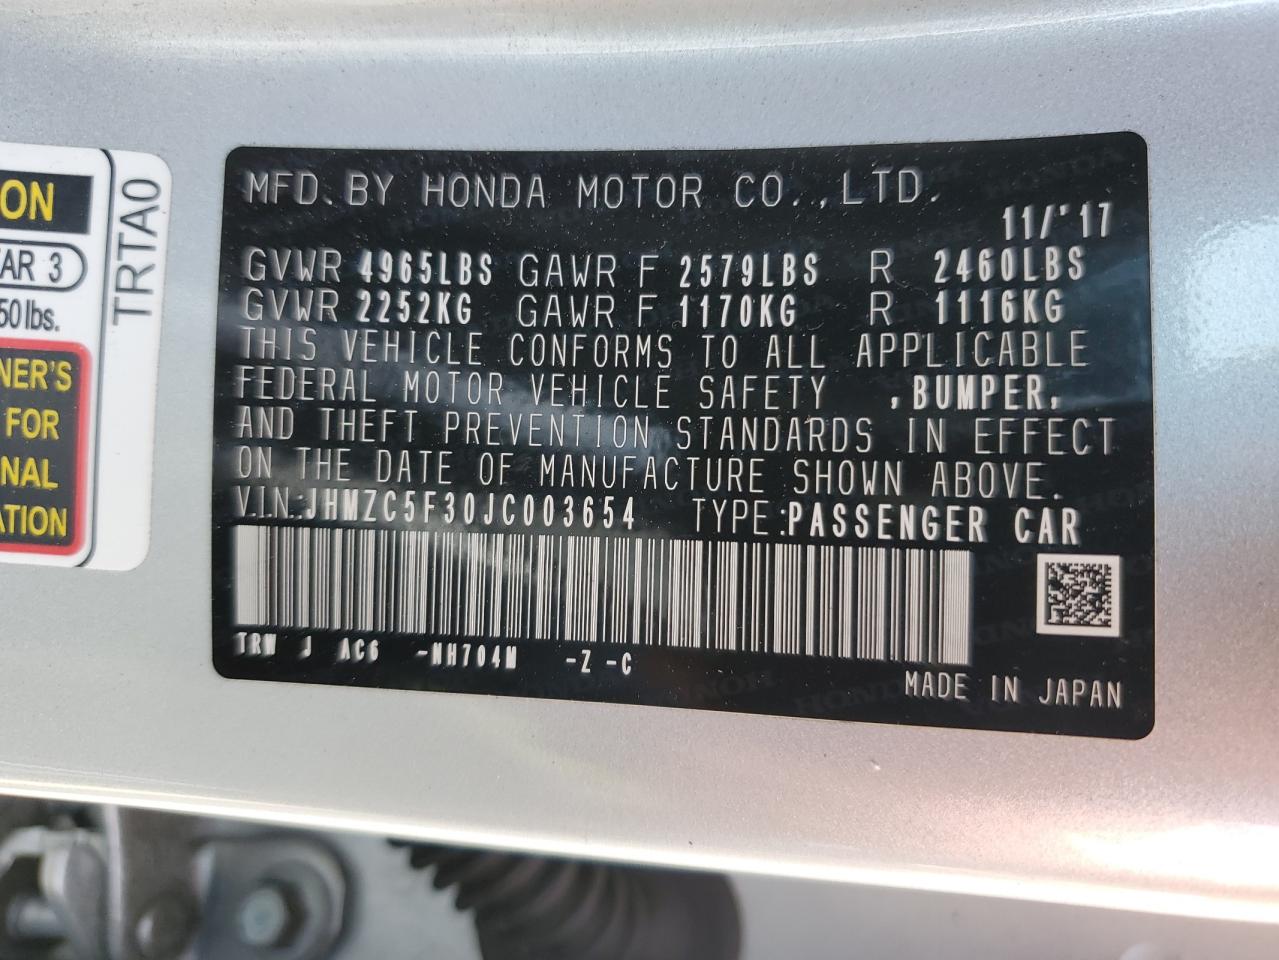 MFD. BY HONDA MOTOR CO., LTD.
11/'17
GVWR 4965LBS GAWR F 2579LBS R 2460LBS
GVWR 2252KG GAWR F 1170KG R 1116KG
THIS VEHICLE CONFORMS TO ALL APPLICABLE
FEDERAL MOTOR VEHICLE SAFETY ,BUMPER,
AND THEFT PREVENTION STANDARDS IN EFFECT
ON THE DATE OF MANUFACTURE SHOWN ABOVE.
V.I.N.:JHMZC5F30JC003654 TYPE:PASSENGER CAR
TRW J AC6 -NH704M -Z -C
MADE IN JAPAN
TRTA0
ON
AR 3
50 lbs.
NER'S
FOR
NAL
ATION